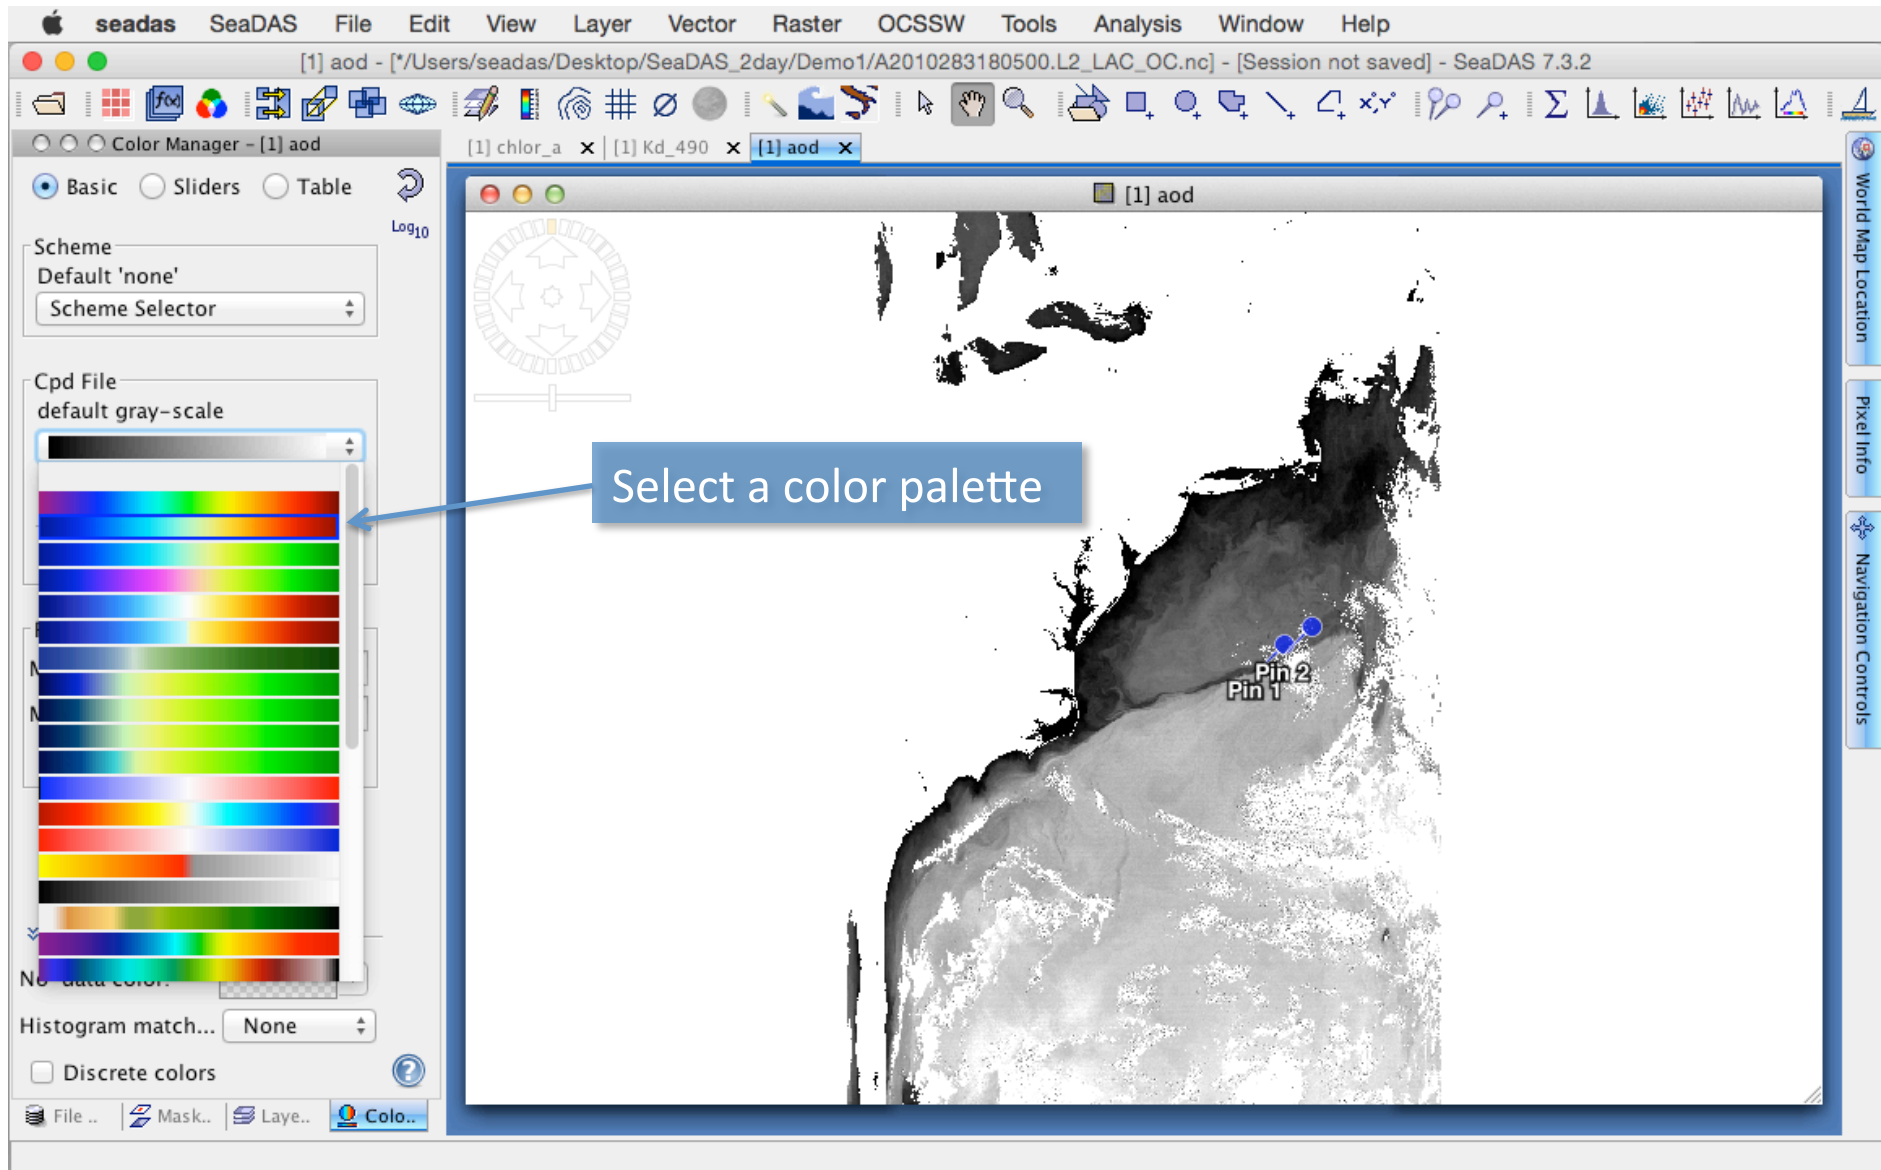 seadas SeaDAS File Edit View Layer Vector Raster OCSSW Tools Analysis Window Help
[1] aod - [*/Users/seadas/Desktop/SeaDAS_2day/Demo1/A2010283180500.L2_LAC_OC.nc] - [Session not saved] - SeaDAS 7.3.2
f(x)
Color Manager - [1] aod
[1] chlor_a x [1] Kd_490 x [1] aod x
Basic Sliders Table
[1] aod
Log10
Scheme
Default 'none'
Scheme Selector
Cpd File
default gray-scale
Select a color palette
Pin 2
Pin 1
No-data color:
Histogram match... None
Discrete colors
File .. Mask.. Laye.. Colo..
World Map Location
Pixel Info
Navigation Controls